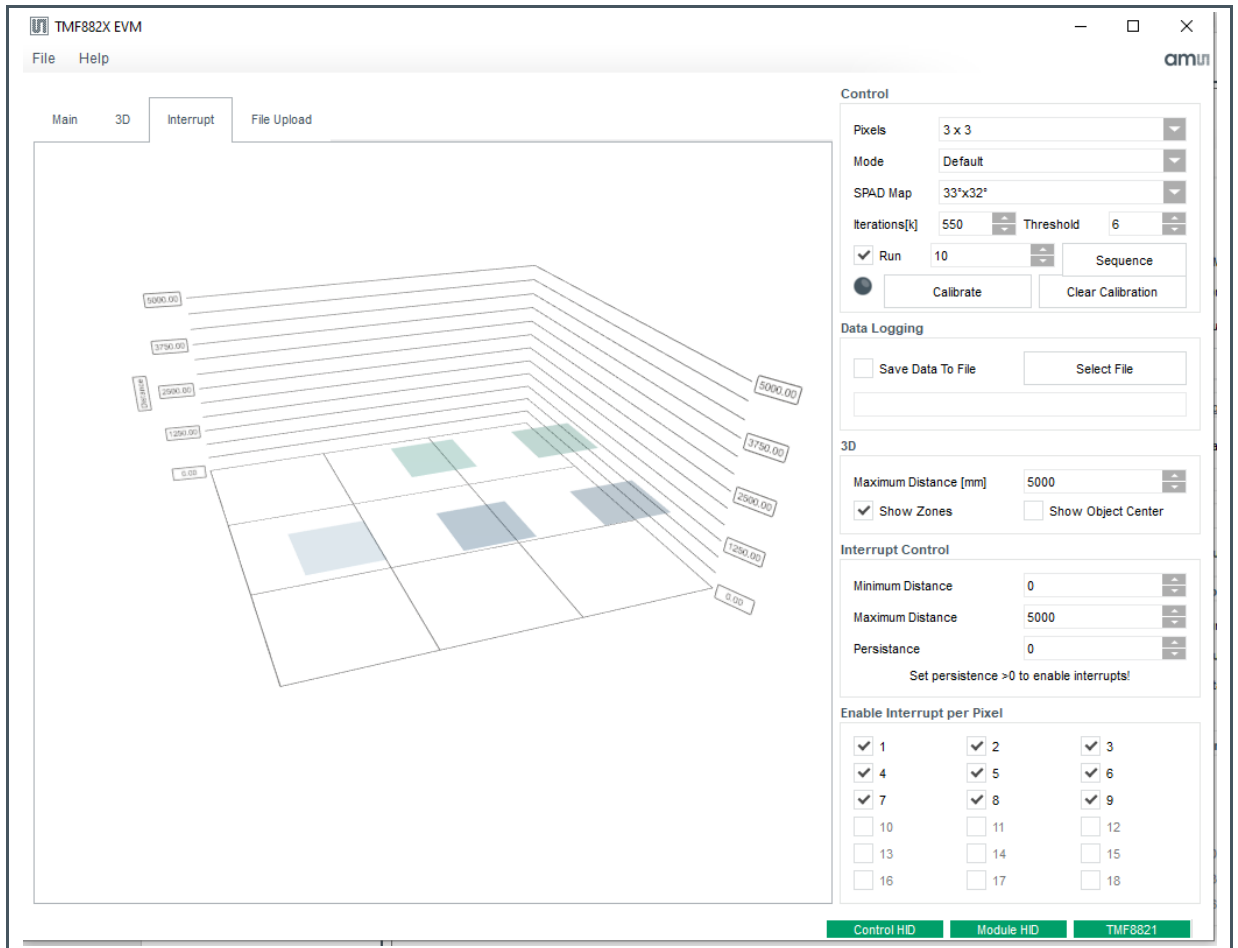 TMF882X EVM
File Help
amu
Main 3D Interrupt File Upload
5000.00
3750.00
Distance
2500.00
1250.00
0.00
5000.00
3750.00
2500.00
1250.00
0.00
Control
Pixels 3 x 3
Mode Default
SPAD Map 33°x32°
Iterations[k] 550 Threshold 6
Run 10 Sequence
Calibrate Clear Calibration
Data Logging
Save Data To File Select File
3D
Maximum Distance [mm] 5000
Show Zones Show Object Center
Interrupt Control
Minimum Distance 0
Maximum Distance 5000
Persistance 0
Set persistence >0 to enable interrupts!
Enable Interrupt per Pixel
1 2 3
4 5 6
7 8 9
10 11 12
13 14 15
16 17 18
Control HID Module HID TMF8821